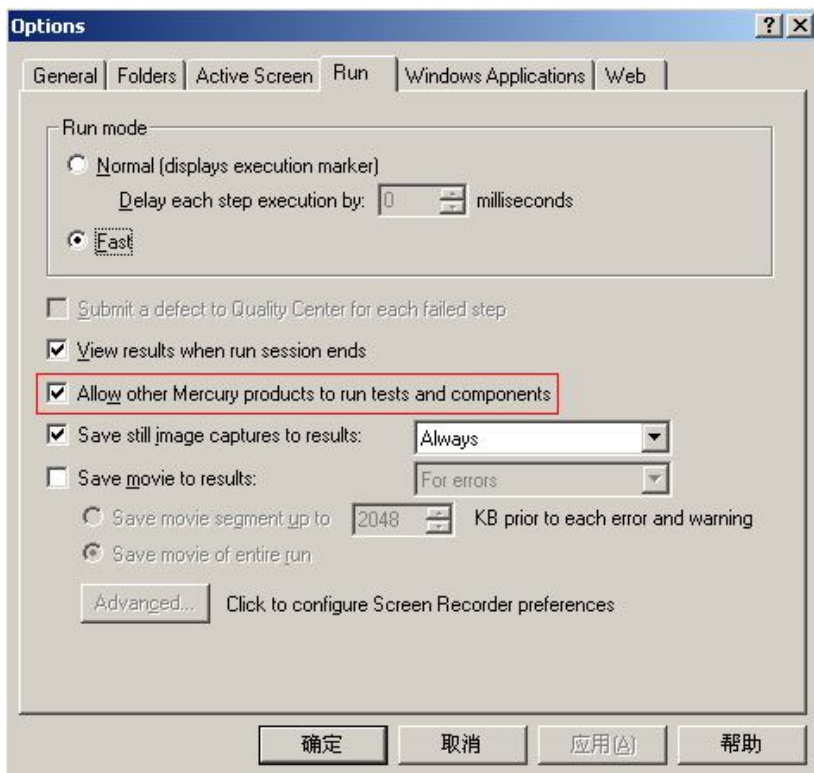 Options
General Folders Active Screen Run Windows Applications Web
Run mode
Normal (displays execution marker)
Delay each step execution by: 0 milliseconds
Fast
Submit a defect to Quality Center for each failed step
View results when run session ends
Allow other Mercury products to run tests and components
Save still image captures to results: Always
Save movie to results: For errors
Save movie segment up to 2048 KB prior to each error and warning
Save movie of entire run
Advanced... Click to configure Screen Recorder preferences
确定 取消 应用(A) 帮助